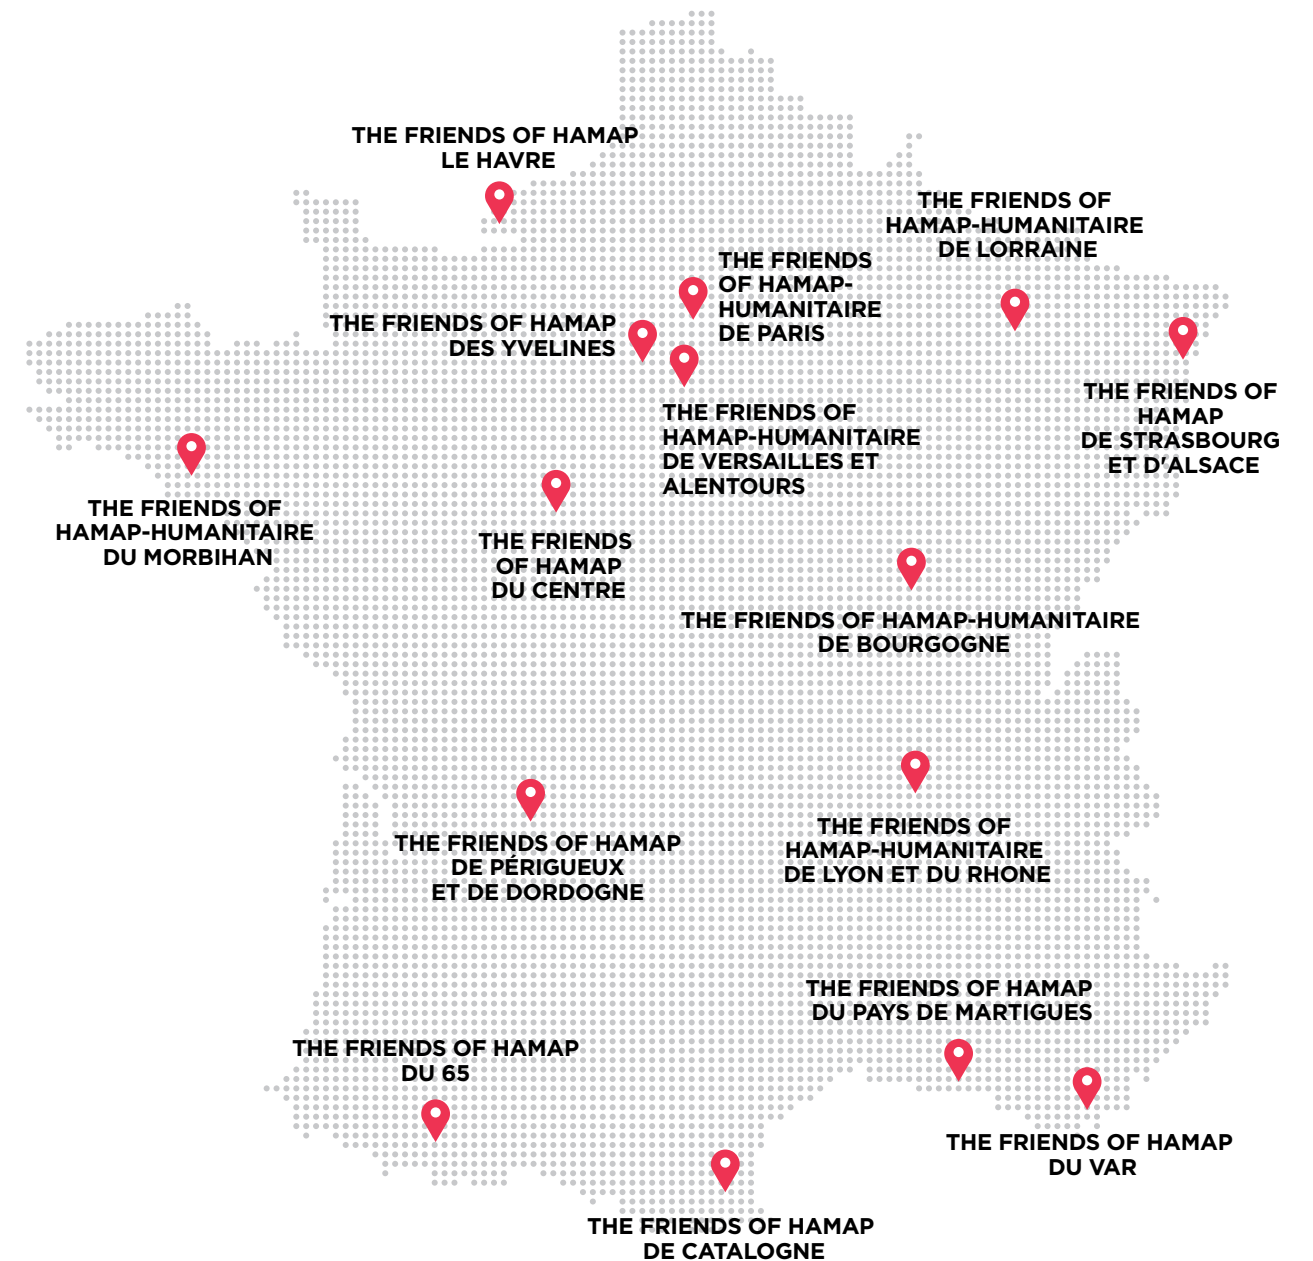 THE FRIENDS OF HAMAP
LE HAVRE
THE FRIENDS OF
HAMAP-HUMANITAIRE
DE LORRAINE
THE FRIENDS
OF HAMAP-
HUMANITAIRE
DE PARIS
THE FRIENDS OF HAMAP
DES YVELINES
THE FRIENDS OF
HAMAP
DE STRASBOURG
ET D'ALSACE
THE FRIENDS OF
HAMAP-HUMANITAIRE
DE VERSAILLES ET
ALENTOURS
THE FRIENDS OF
HAMAP-HUMANITAIRE
DU MORBIHAN
THE FRIENDS
OF HAMAP
DU CENTRE
THE FRIENDS OF HAMAP-HUMANITAIRE
DE BOURGOGNE
THE FRIENDS OF HAMAP
DE PÉRIGUEUX
ET DE DORDOGNE
THE FRIENDS OF
HAMAP-HUMANITAIRE
DE LYON ET DU RHONE
THE FRIENDS OF HAMAP
DU PAYS DE MARTIGUES
THE FRIENDS OF HAMAP
DU 65
THE FRIENDS OF HAMAP
DU VAR
THE FRIENDS OF HAMAP
DE CATALOGNE